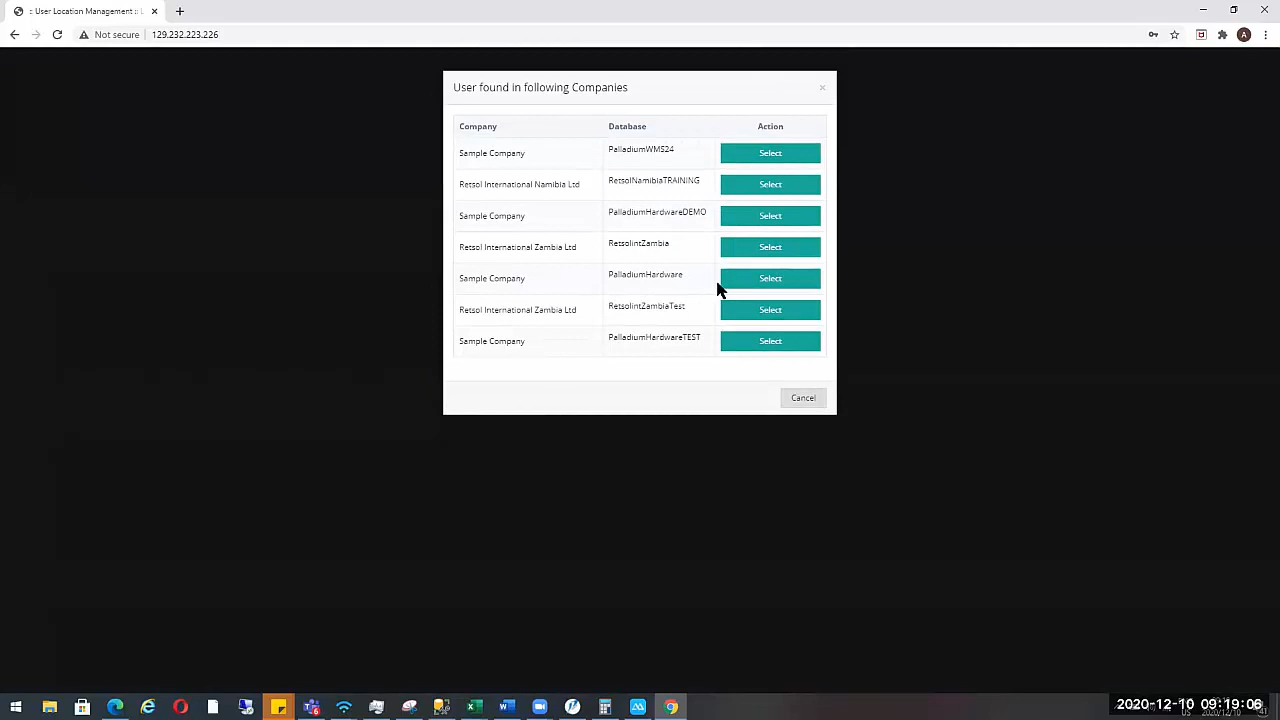 : User Location Management :: L
Not secure
129.232.223.226
A
User found in following Companies
×
Company Database Action
Sample Company PalladiumWMS24 Select
Retsol International Namibia Ltd RetsolNamibiaTRAINING Select
Sample Company PalladiumHardwareDEMO Select
Retsol International Zambia Ltd RetsolintZambia Select
Sample Company PalladiumHardware Select
Retsol International Zambia Ltd RetsolintZambiaTest Select
Sample Company PalladiumHardwareTEST Select
Cancel
2020-12-10 09:19:06